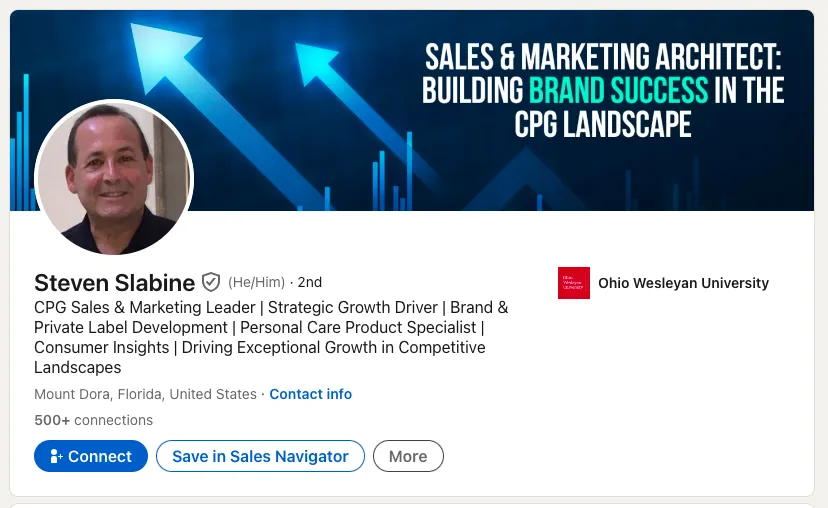 SALES & MARKETING ARCHITECT:
BUILDING BRAND SUCCESS IN THE
CPG LANDSCAPE
Steven Slabine (He/Him) · 2nd
CPG Sales & Marketing Leader | Strategic Growth Driver | Brand &
Private Label Development | Personal Care Product Specialist |
Consumer Insights | Driving Exceptional Growth in Competitive
Landscapes
Mount Dora, Florida, United States · Contact info
500+ connections
Connect
Save in Sales Navigator
More
Ohio
Wesleyan
University
Ohio Wesleyan University